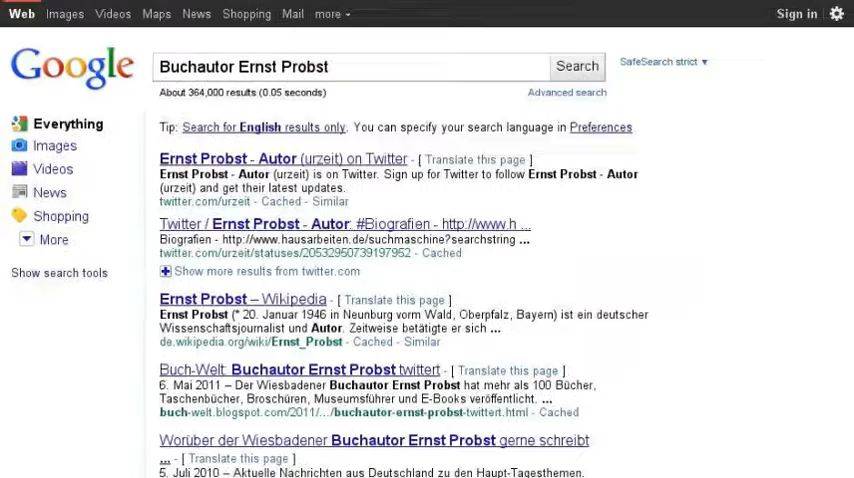 Web Images Videos Maps News Shopping Mail more Sign in
Google
Buchautor Ernst Probst Search SafeSearch strict ▼
About 364,000 results (0.05 seconds) Advanced search
Everything
Images
Videos
News
Shopping
More
Show search tools
Tip: Search for English results only. You can specify your search language in Preferences
Ernst Probst - Autor (urzeit) on Twitter - [ Translate this page ]
Ernst Probst - Autor (urzeit) is on Twitter. Sign up for Twitter to follow Ernst Probst - Autor
(urzeit) and get their latest updates.
twitter.com/urzeit - Cached - Similar
Twitter / Ernst Probst - Autor: #Biografien - http://www.h ...
Biografien - http://www.hausarbeiten.de/suchmaschine?searchstring ...
twitter.com/urzeit/statuses/20532950739197952 - Cached
Show more results from twitter.com
Ernst Probst – Wikipedia - [ Translate this page ]
Ernst Probst (* 20. Januar 1946 in Neunburg vorm Wald, Oberpfalz, Bayern) ist ein deutscher
Wissenschaftsjournalist und Autor. Zeitweise betätigte er sich ...
de.wikipedia.org/wiki/Ernst_Probst - Cached - Similar
Buch-Welt: Buchautor Ernst Probst twittert - [ Translate this page ]
6. Mai 2011 – Der Wiesbadener Buchautor Ernst Probst hat mehr als 100 Bücher,
Taschenbücher, Broschüren, Museumsführer und E-Books veröffentlicht. ...
buch-welt.blogspot.com/2011/.../buchautor-ernst-probst-twittert.html - Cached
Worüber der Wiesbadener Buchautor Ernst Probst gerne schreibt
... - [ Translate this page ]
5. Juli 2010 – Aktuelle Nachrichten aus Deutschland zu den Haupt-Tagesthemen.